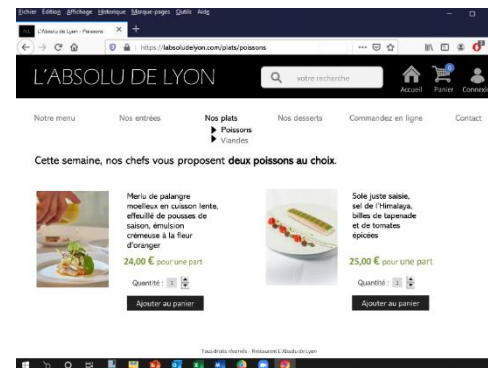 Fichier Édition Affichage Historique Marque-pages Outils Aide
L'Absolu de Lyon - Poissons
https://labsoludelyon.com/plats/poissons
L'ABSOLU DE LYON
votre recherche
Accueil
Panier
Connexi
Notre menu
Nos entrées
Nos plats
Nos desserts
Commandez en ligne
Contact
Poissons
Viandes
Cette semaine, nos chefs vous proposent deux poissons au choix.
Merlu de palangre
moelleux en cuisson lente,
effeuillé de pousses de
saison, émulsion
crémeuse à la fleur
d'oranger
24,00 € pour une part
Quantité : 1
Ajouter au panier
Sole juste saisie,
sel de l'Himalaya,
billes de tapenade
et de tomates
épicées
25,00 € pour une part
Quantité : 1
Ajouter au panier
Tous droits réservés - Restaurant L'Absolu de Lyon